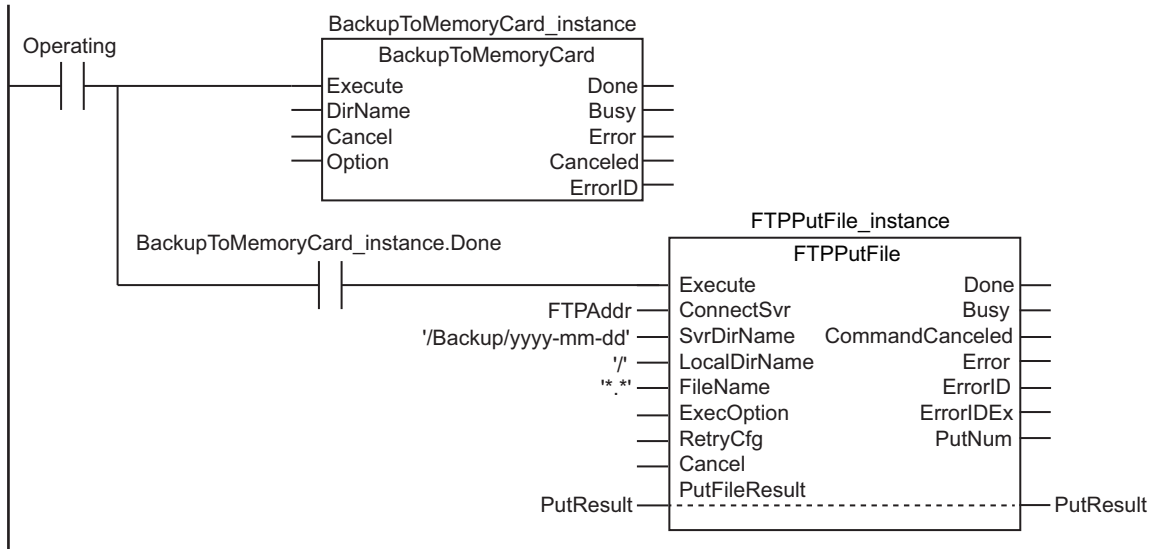 BackupToMemoryCard_instance
Operating
BackupToMemoryCard
Execute Done
DirName Busy
Cancel Error
Option Canceled
ErrorID
FTPPutFile_instance
BackupToMemoryCard_instance.Done
FTPPutFile
Execute Done
FTPAddr ConnectSvr Busy
'/Backup/yyyy-mm-dd' SvrDirName CommandCanceled
'/' LocalDirName Error
'*.*' FileName ErrorID
ExecOption ErrorIDEx
RetryCfg PutNum
Cancel
PutFileResult
PutResult PutResult